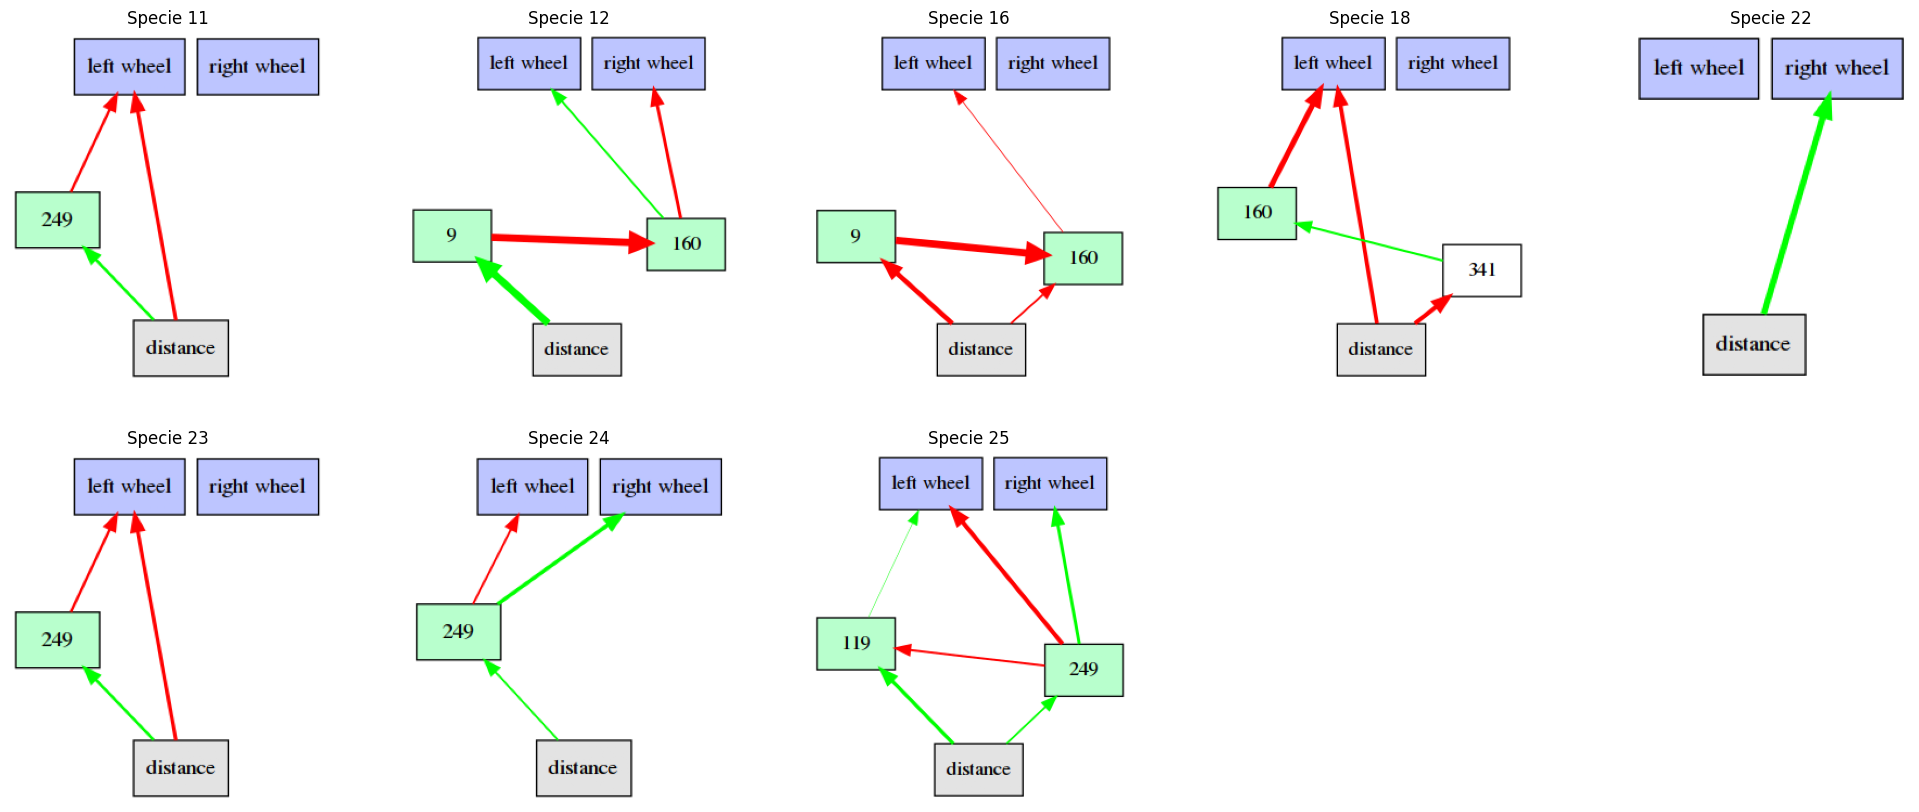 Specie 11
left wheel
right wheel
249
distance
Specie 12
left wheel
right wheel
9
160
distance
Specie 16
left wheel
right wheel
9
160
distance
Specie 18
left wheel
right wheel
160
341
distance
Specie 22
left wheel
right wheel
distance
Specie 23
left wheel
right wheel
249
distance
Specie 24
left wheel
right wheel
249
distance
Specie 25
left wheel
right wheel
119
249
distance